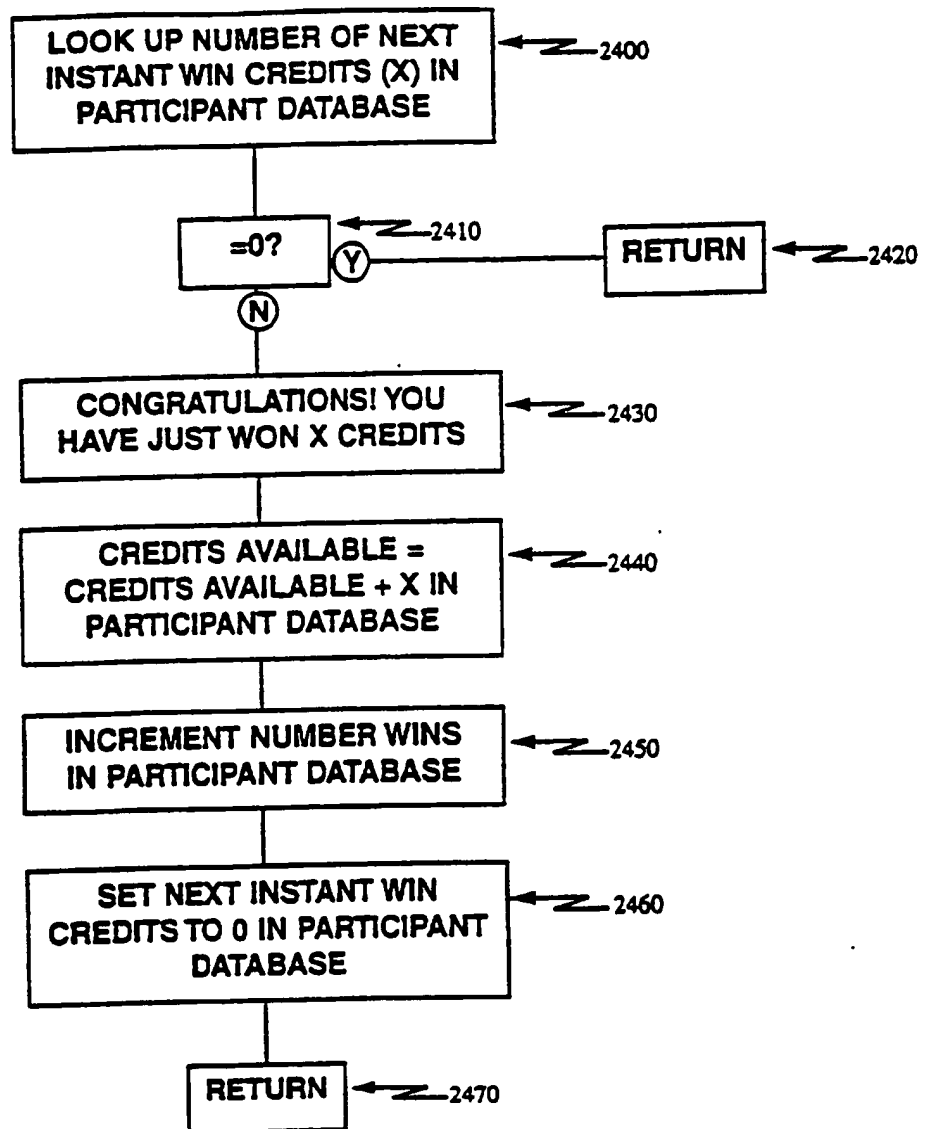 LOOK UP NUMBER OF NEXT
INSTANT WIN CREDITS (X) IN
PARTICIPANT DATABASE
2400
=0?
2410
Y
RETURN
2420
N
CONGRATULATIONS! YOU
HAVE JUST WON X CREDITS
2430
CREDITS AVAILABLE =
CREDITS AVAILABLE + X IN
PARTICIPANT DATABASE
2440
INCREMENT NUMBER WINS
IN PARTICIPANT DATABASE
2450
SET NEXT INSTANT WIN
CREDITS TO 0 IN PARTICIPANT
DATABASE
2460
RETURN
2470